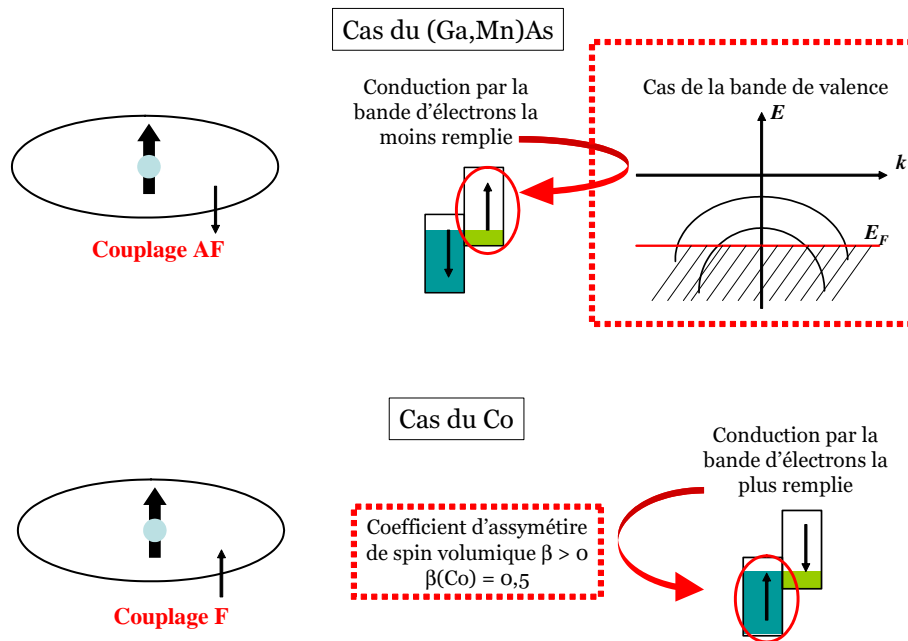 Cas du (Ga,Mn)As
Conduction par la
bande d'électrons la
moins remplie
Cas de la bande de valence
E
k
E_F
Couplage AF
Cas du Co
Conduction par la
bande d'électrons la
plus remplie
Coefficient d'assymétire
de spin volumique β > 0
β(Co) = 0,5
Couplage F